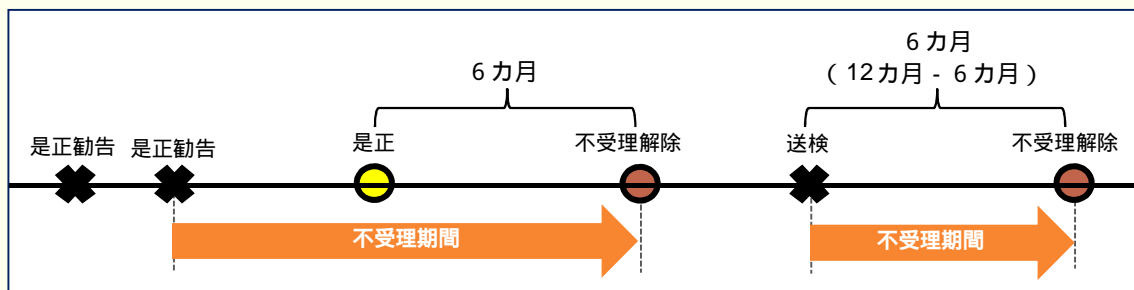 6カ月
6カ月
(12カ月 - 6カ月)
是正勧告
是正勧告
是正
不受理解除
送検
不受理解除
不受理期間
不受理期間